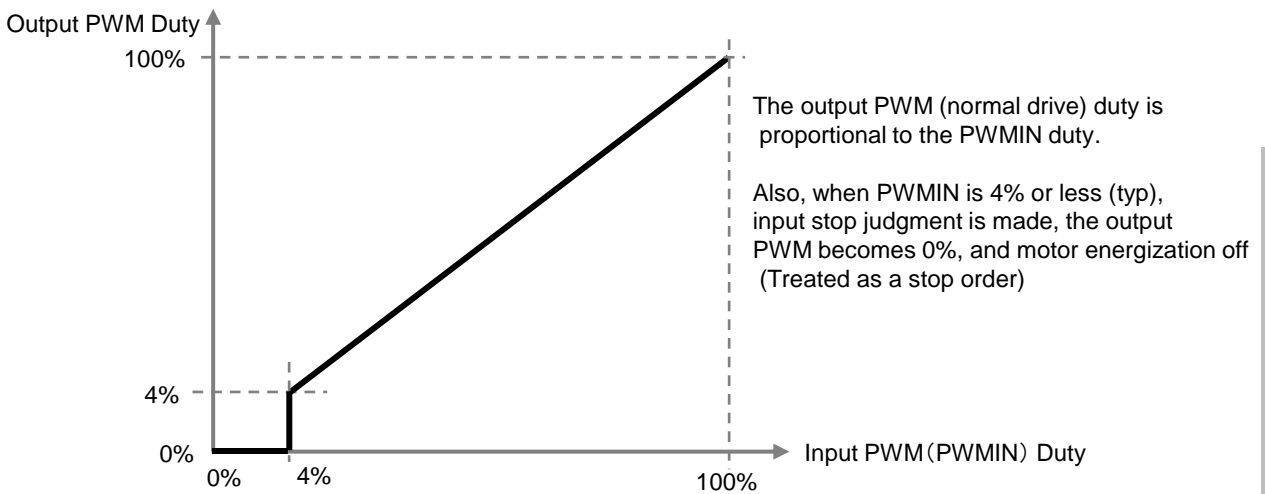 Output PWM Duty
100%
The output PWM (normal drive) duty is
proportional to the PWMIN duty.
Also, when PWMIN is 4% or less (typ),
input stop judgment is made, the output
PWM becomes 0%, and motor energization off
(Treated as a stop order)
4%
0%
Input PWM（PWMIN） Duty
0%
4%
100%